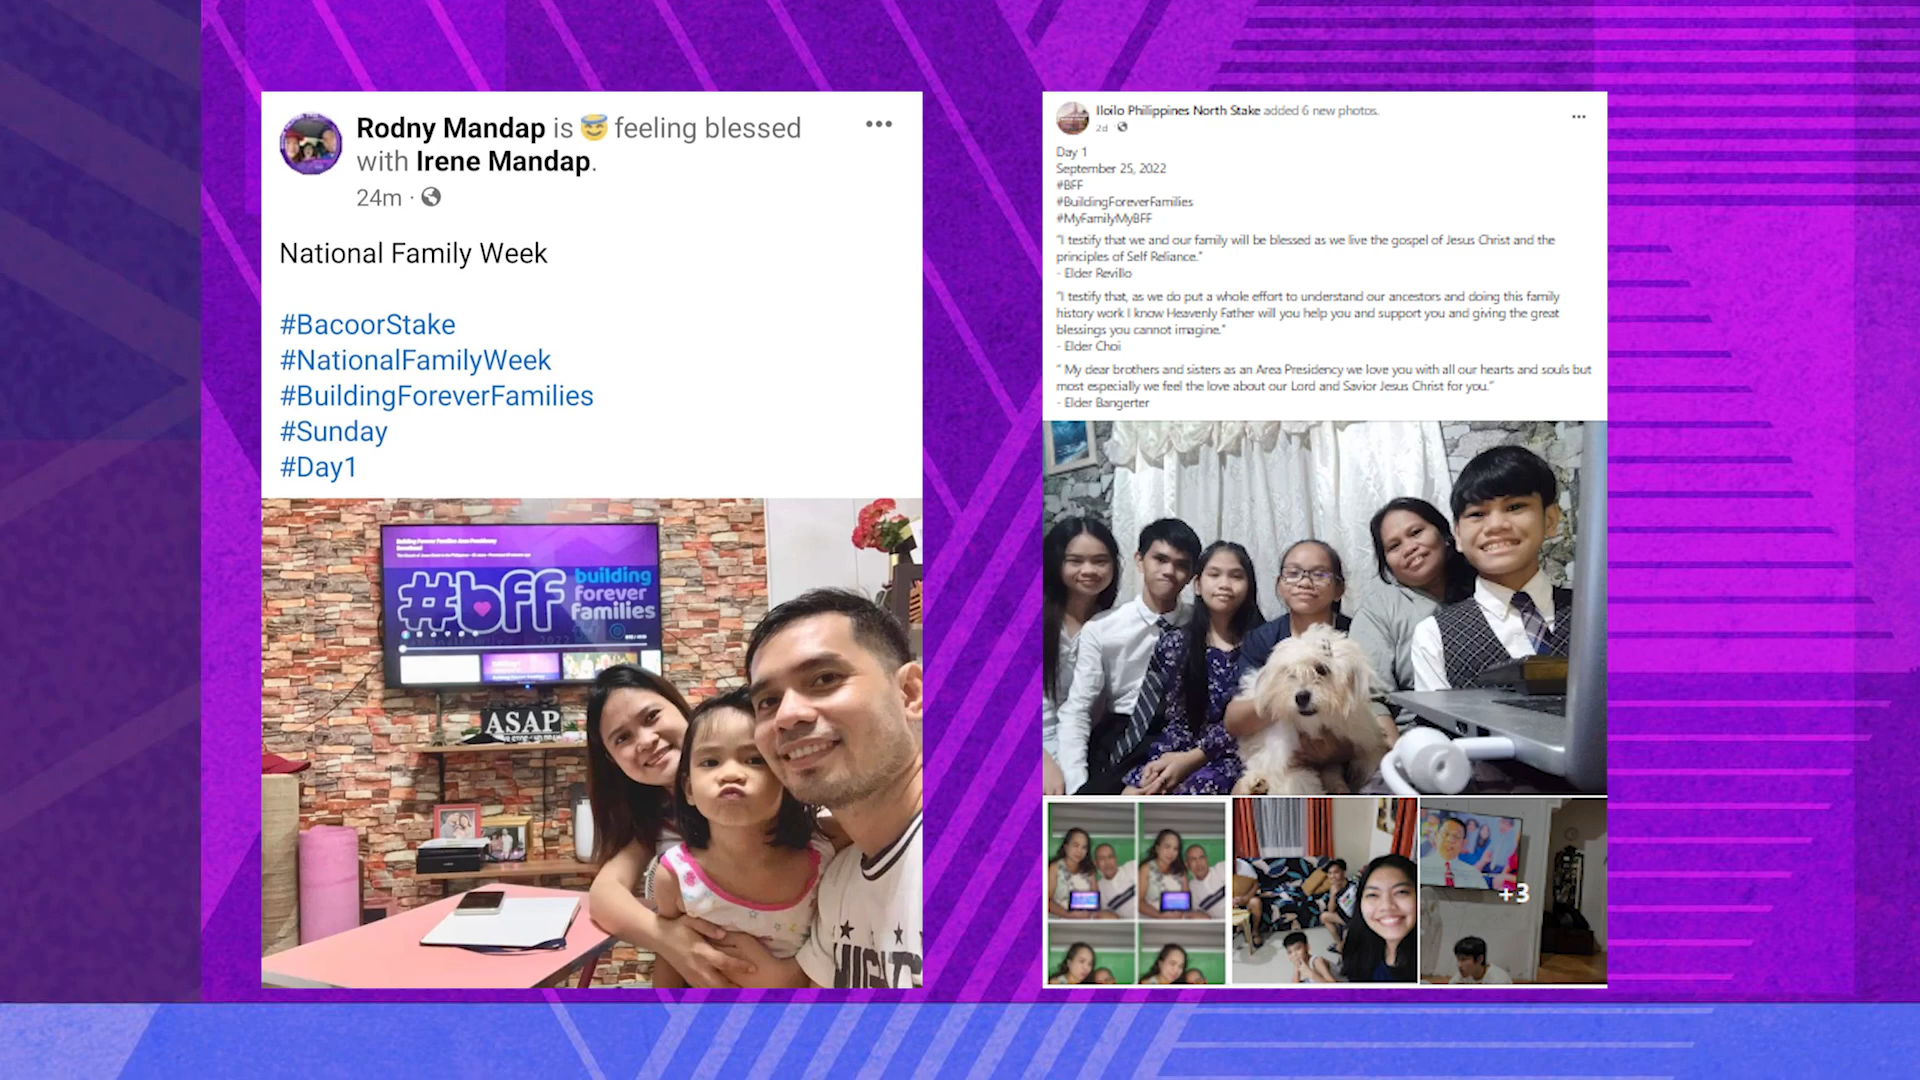 Rodny Mandap is feeling blessed
with Irene Mandap.
24m ·
National Family Week
#BacoorStake
#NationalFamilyWeek
#BuildingForeverFamilies
#Sunday
#Day1
Building Forever Families Area Presidency
Devotional
#bff building
forever
families
ASAP
Iloilo Philippines North Stake added 6 new photos.
2d
Day 1
September 25, 2022
#BFF
#BuildingForeverFamilies
#MyFamilyMyBFF
"I testify that we and our family will be blessed as we live the gospel of Jesus Christ and the
principles of Self Reliance."
- Elder Revillo
"I testify that, as we do put a whole effort to understand our ancestors and doing this family
history work I know Heavenly Father will you help you and support you and giving the great
blessings you cannot imagine."
- Elder Choi
" My dear brothers and sisters as an Area Presidency we love you with all our hearts and souls but
most especially we feel the love about our Lord and Savior Jesus Christ for you."
- Elder Bangerter
+3